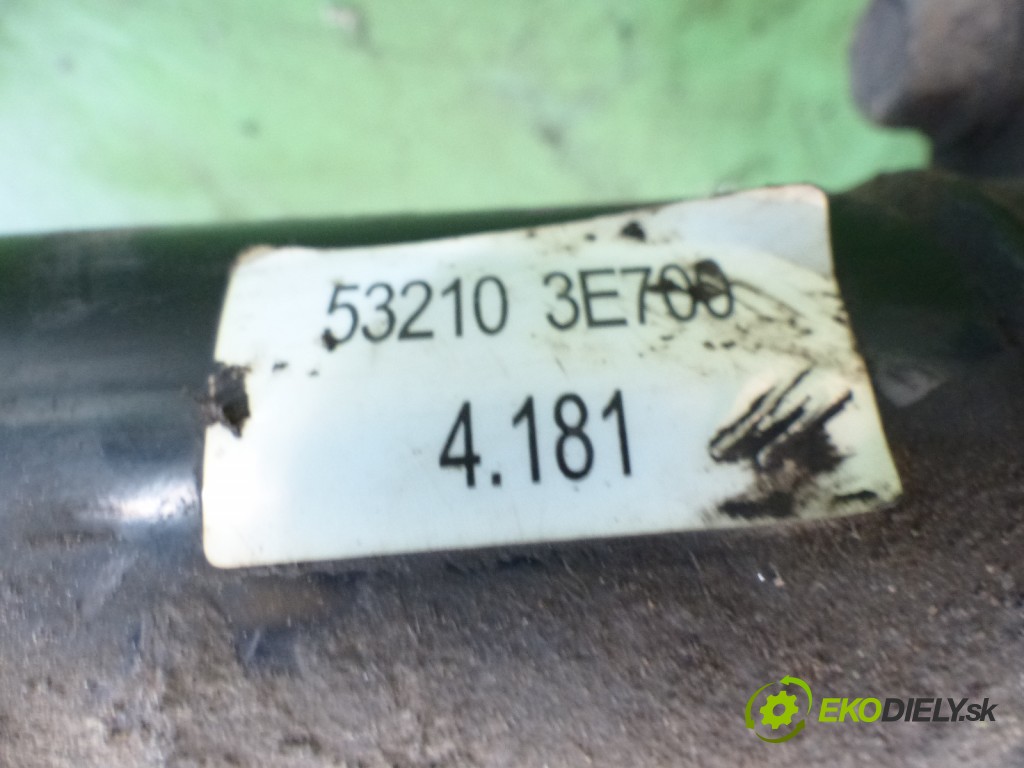 53210 3E700
4.181
EKODIELY.sk